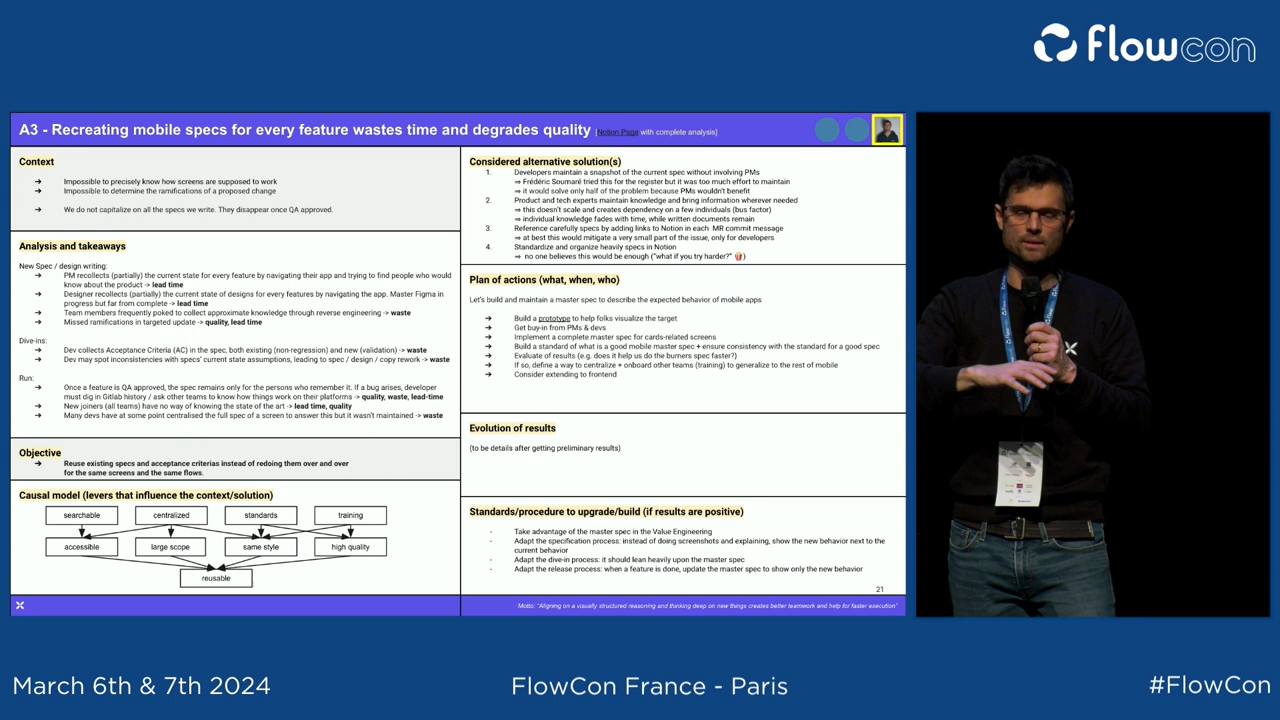 flowcon
A3 - Recreating mobile specs for every feature wastes time and degrades quality [Notion Page with complete analysis]
Context
➔ Impossible to precisely know how screens are supposed to work
➔ Impossible to determine the ramifications of a proposed change
➔ We do not capitalize on all the specs we write. They disappear once QA approved.
Analysis and takeaways
New Spec / design writing:
➔ PM recollects (partially) the current state for every feature by navigating their app and trying to find people who would
know about the product -> lead time
➔ Designer recollects (partially) the current state of designs for every features by navigating the app. Master Figma in
progress but far from complete -> lead time
➔ Team members frequently poked to collect approximate knowledge through reverse engineering -> waste
➔ Missed ramifications in targeted update -> quality, lead time
Dive-ins:
➔ Dev collects Acceptance Criteria (AC) in the spec, both existing (non-regression) and new (validation) -> waste
➔ Dev may spot inconsistencies with specs' current state assumptions, leading to spec / design / copy rework -> waste
Run:
➔ Once a feature is QA approved, the spec remains only for the persons who remember it. If a bug arises, developer
must dig in Gitlab history / ask other teams to know how things work on their platforms -> quality, waste, lead-time
➔ New joiners (all teams) have no way of knowing the state of the art -> lead time, quality
➔ Many devs have at some point centralised the full spec of a screen to answer this but it wasn't maintained -> waste
Objective
➔ Reuse existing specs and acceptance criterias instead of redoing them over and over
for the same screens and the same flows.
Causal model (levers that influence the context/solution)
searchable centralized standards training
accessible large scope same style high quality
reusable
Considered alternative solution(s)
1. Developers maintain a snapshot of the current spec without involving PMs
⇒ Frédéric Soumaré tried this for the register but it was too much effort to maintain
⇒ it would solve only half of the problem because PMs wouldn't benefit
2. Product and tech experts maintain knowledge and bring information wherever needed
⇒ this doesn't scale and creates dependency on a few individuals (bus factor)
⇒ individual knowledge fades with time, while written documents remain
3. Reference carefully specs by adding links to Notion in each MR commit message
⇒ at best this would mitigate a very small part of the issue, only for developers
4. Standardize and organize heavily specs in Notion
⇒ no one believes this would be enough ("what if you try harder?" 🍿)
Plan of actions (what, when, who)
Let's build and maintain a master spec to describe the expected behavior of mobile apps
➔ Build a prototype to help folks visualize the target
➔ Get buy-in from PMs & devs
➔ Implement a complete master spec for cards-related screens
➔ Build a standard of what is a good mobile master spec + ensure consistency with the standard for a good spec
➔ Evaluate of results (e.g. does it help us do the burners spec faster?)
➔ If so, define a way to centralize + onboard other teams (training) to generalize to the rest of mobile
➔ Consider extending to frontend
Evolution of results
(to be details after getting preliminary results)
Standards/procedure to upgrade/build (if results are positive)
- Take advantage of the master spec in the Value Engineering
- Adapt the specification process: instead of doing screenshots and explaining, show the new behavior next to the
current behavior
- Adapt the dive-in process: it should lean heavily upon the master spec
- Adapt the release process: when a feature is done, update the master spec to show only the new behavior
21
Motto: "Aligning on a visually structured reasoning and thinking deep on new things creates better teamwork and help for faster execution"
March 6th & 7th 2024
FlowCon France - Paris
#FlowCon